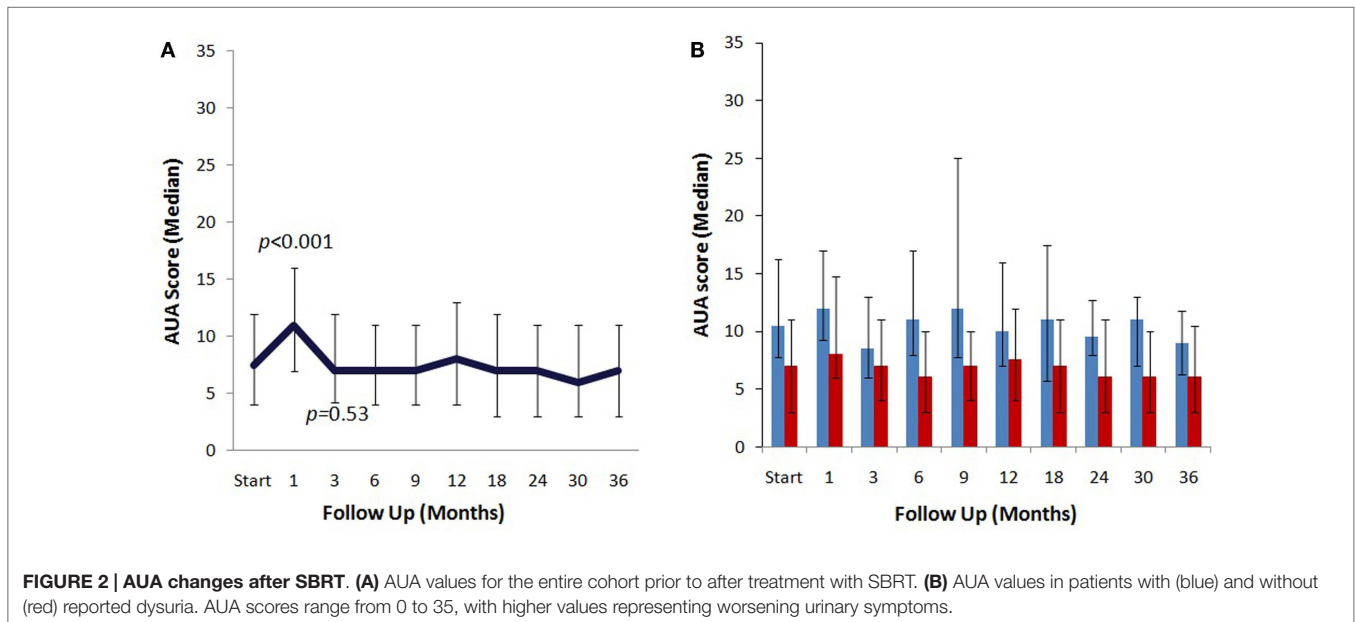 A
35
30
25
20
15
10
5
0
AUA Score (Median)
p<0.001
p=0.53
Start 1 3 6 9 12 18 24 30 36
Follow Up (Months)
B
35
30
25
20
15
10
5
0
AUA score (Median)
Start 1 3 6 9 12 18 24 30 36
Follow Up (Months)
FIGURE 2 | AUA changes after SBRT. (A) AUA values for the entire cohort prior to after treatment with SBRT. (B) AUA values in patients with (blue) and without
(red) reported dysuria. AUA scores range from 0 to 35, with higher values representing worsening urinary symptoms.